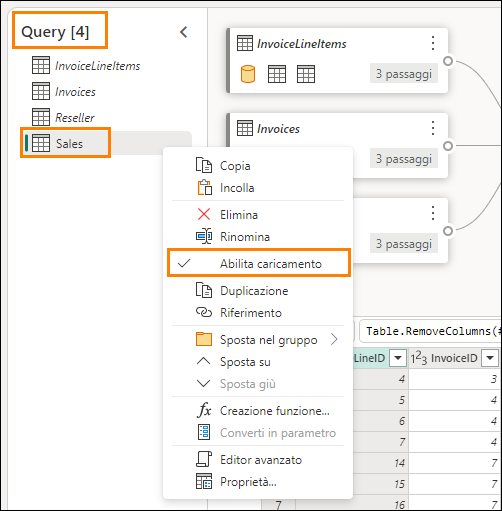 Query [4]
InvoiceLineItems
Invoices
Reseller
Sales
InvoiceLineItems
3 passaggi
Invoices
3 passaggi
3 passaggi
Copia
Incolla
Elimina
Rinomina
Abilita caricamento
Duplicazione
Riferimento
Sposta nel gruppo
Sposta su
Sposta giù
Creazione funzione...
Converti in parametro
Editor avanzato
Proprietà...
Table.RemoveColumns(#
LineID 1²3 InvoiceID
4 3
5 4
6 4
7 4
14 7
15 7
7 16 7